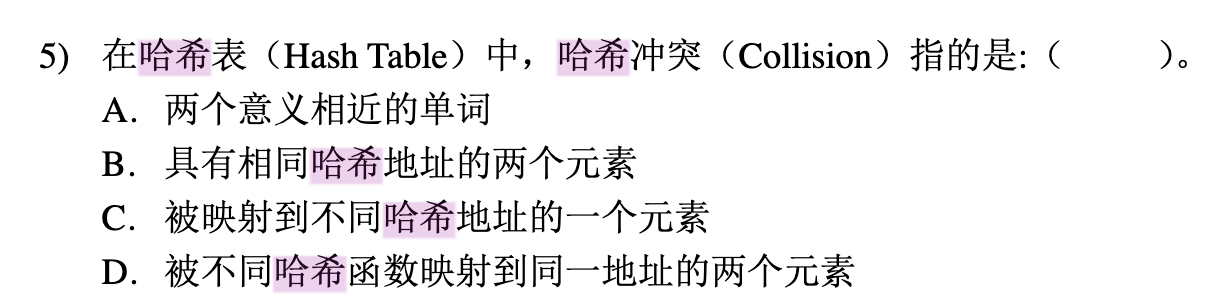 5) 在哈希表（Hash Table）中，哈希冲突（Collision）指的是:（　　）。
A. 两个意义相近的单词
B. 具有相同哈希地址的两个元素
C. 被映射到不同哈希地址的一个元素
D. 被不同哈希函数映射到同一地址的两个元素